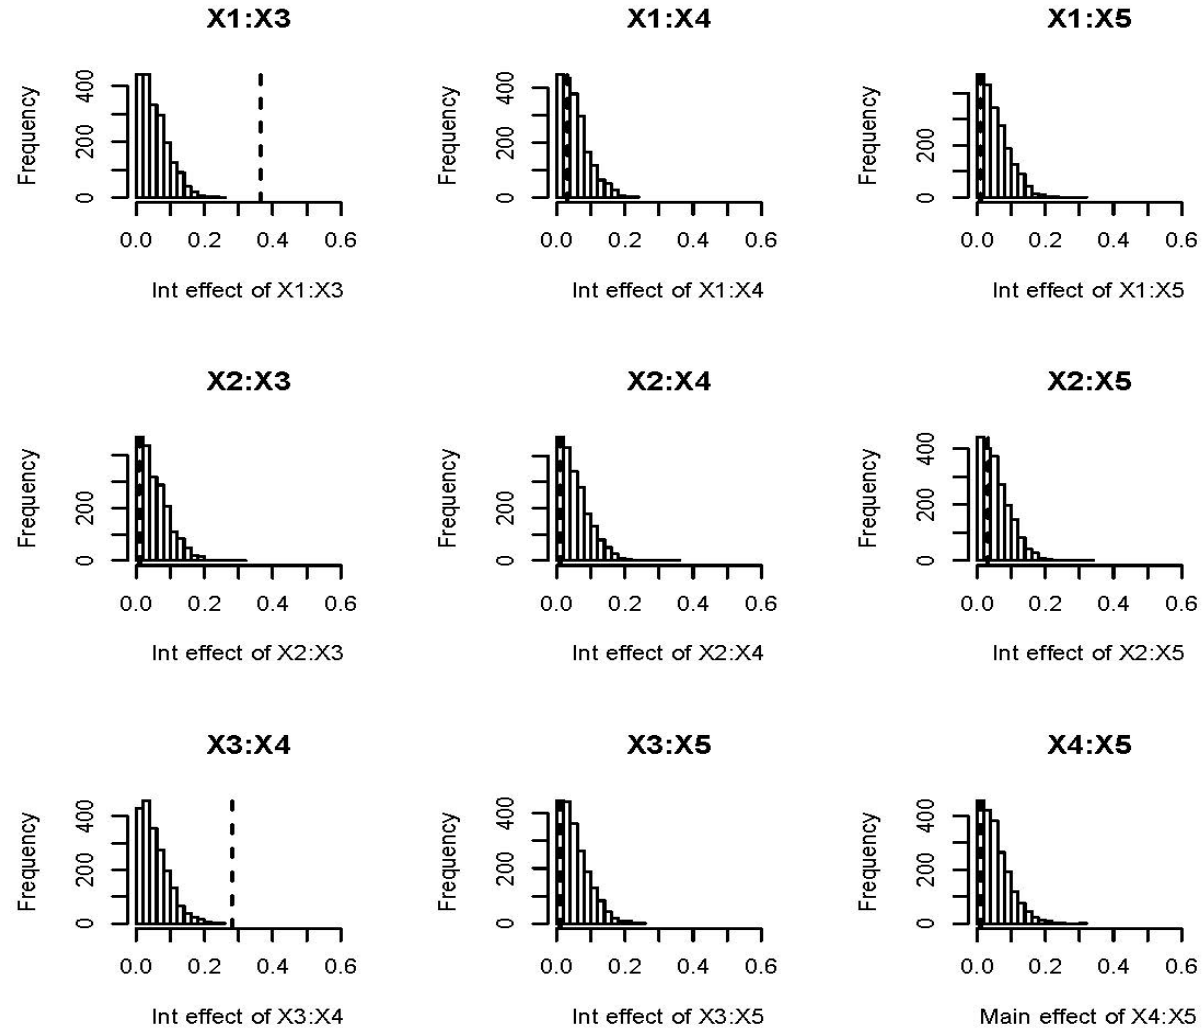 X1:X3 X1:X4 X1:X5
Frequency Frequency Frequency
400 400
200 200 200
0 0 0
0.0 0.2 0.4 0.6 0.0 0.2 0.4 0.6 0.0 0.2 0.4 0.6
Int effect of X1:X3 Int effect of X1:X4 Int effect of X1:X5
X2:X3 X2:X4 X2:X5
Frequency Frequency Frequency
400
200 200 200
0 0 0
0.0 0.2 0.4 0.6 0.0 0.2 0.4 0.6 0.0 0.2 0.4 0.6
Int effect of X2:X3 Int effect of X2:X4 Int effect of X2:X5
X3:X4 X3:X5 X4:X5
Frequency Frequency Frequency
400 400 400
200 200 200
0 0 0
0.0 0.2 0.4 0.6 0.0 0.2 0.4 0.6 0.0 0.2 0.4 0.6
Int effect of X3:X4 Int effect of X3:X5 Main effect of X4:X5